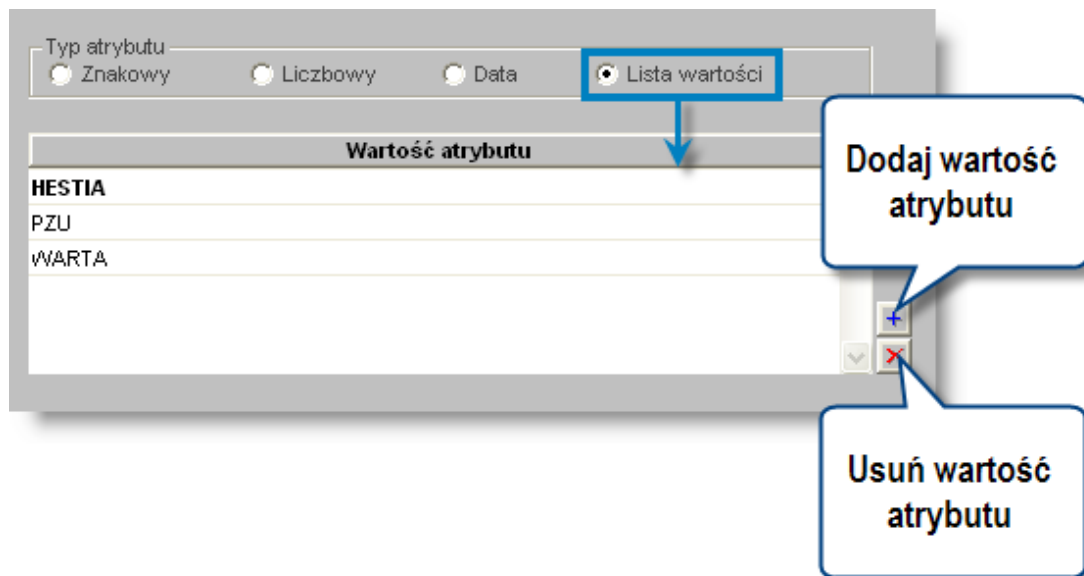 Typ atrybutu
Znakowy Liczbowy Data Lista wartości
Wartość atrybutu
HESTIA
PZU
WARTA
Dodaj wartość
atrybutu
Usuń wartość
atrybutu